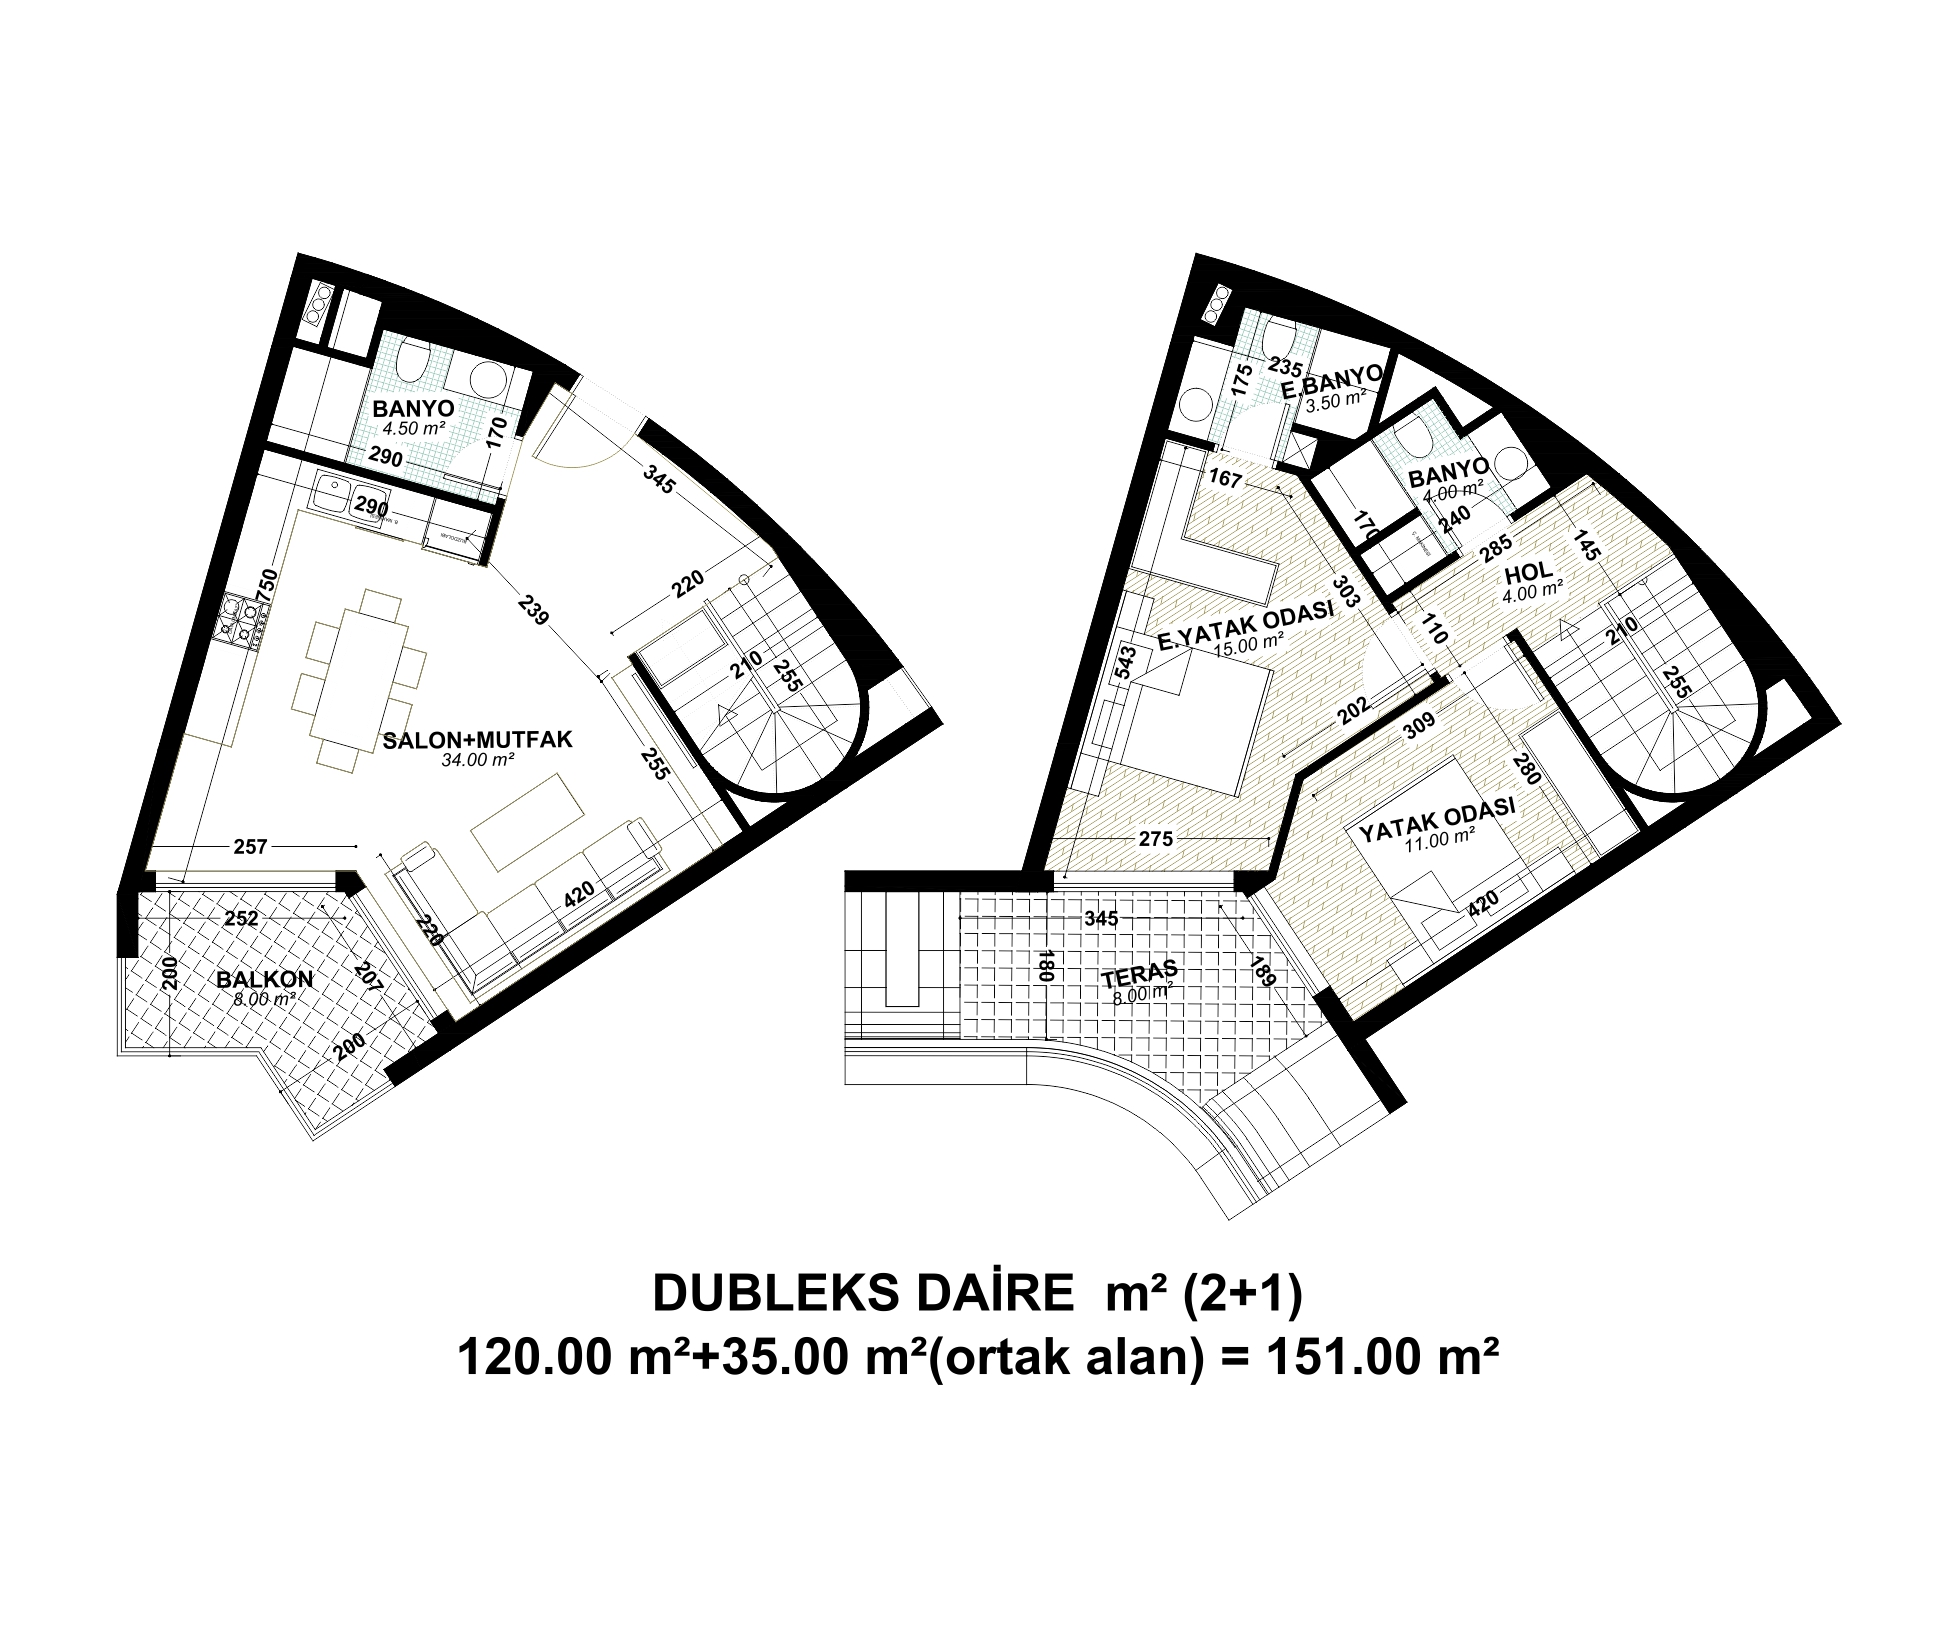 BANYO
4.50 m²
170
290
290
345
750
239
220
210
255
SALON+MUTFAK
34.00 m²
255
257
420
220
252
200
BALKON
8.00 m²
207
200
235
175
E.BANYO
3.50 m²
167
BANYO
4.00 m²
170
240
285
145
HOL
4.00 m²
303
110
210
255
E.YATAK ODASI
15.00 m²
543
202
309
280
275
YATAK ODASI
11.00 m²
420
345
180
TERAS
8.00 m²
189
DUBLEKS DAİRE  m² (2+1)
120.00 m²+35.00 m²(ortak alan) = 151.00 m²